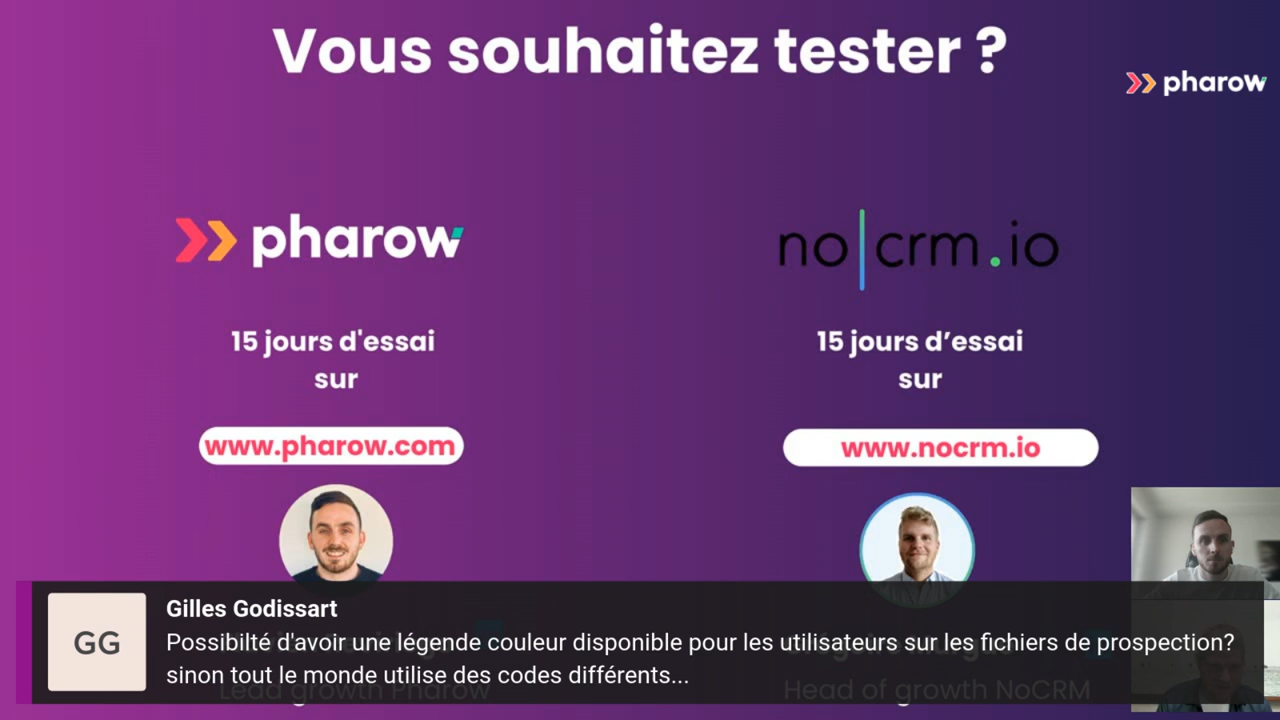 Vous souhaitez tester ?
pharow
pharow
no crm.io
15 jours d'essai
sur
15 jours d’essai
sur
www.pharow.com
www.nocrm.io
GG
Gilles Godissart
Possibilté d'avoir une légende couleur disponible pour les utilisateurs sur les fichiers de prospection?
sinon tout le monde utilise des codes différents...
Lead growth Pharow
Head of growth NoCRM